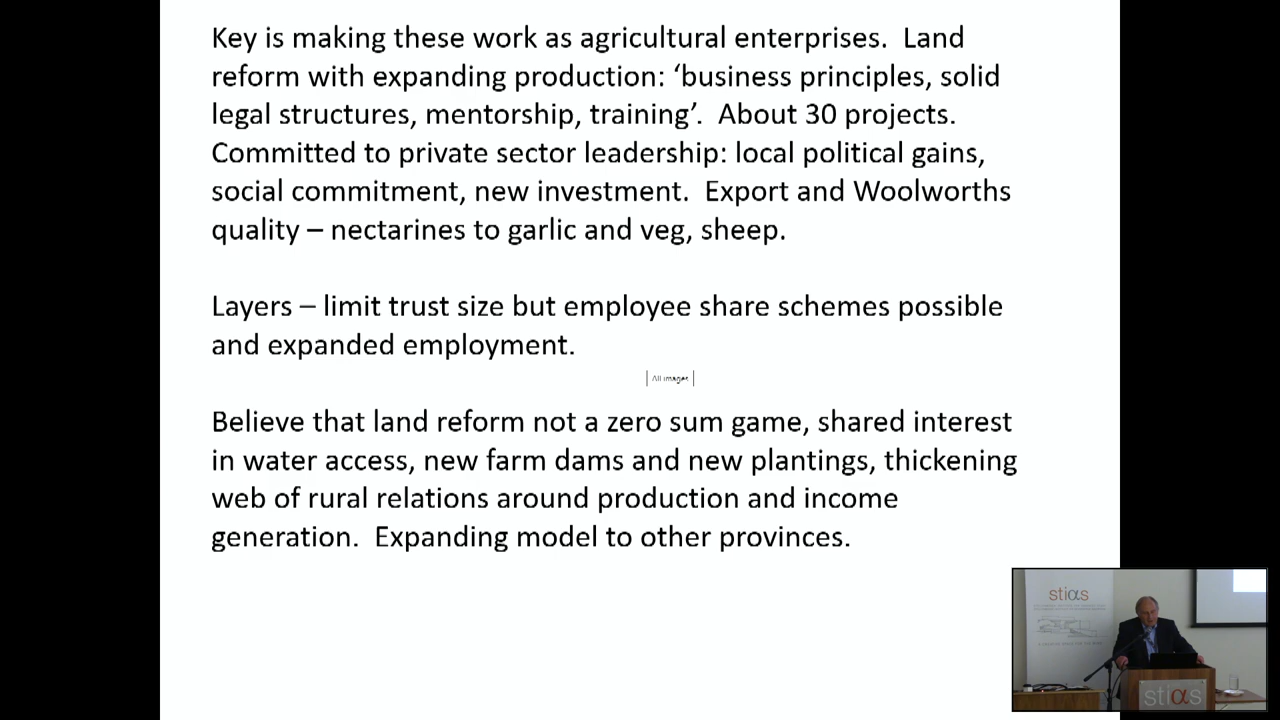 Key is making these work as agricultural enterprises.  Land
reform with expanding production: ‘business principles, solid
legal structures, mentorship, training’.  About 30 projects.
Committed to private sector leadership: local political gains,
social commitment, new investment.  Export and Woolworths
quality – nectarines to garlic and veg, sheep.
Layers – limit trust size but employee share schemes possible
and expanded employment.
All images
Believe that land reform not a zero sum game, shared interest
in water access, new farm dams and new plantings, thickening
web of rural relations around production and income
generation.  Expanding model to other provinces.
stiαs
stiαs